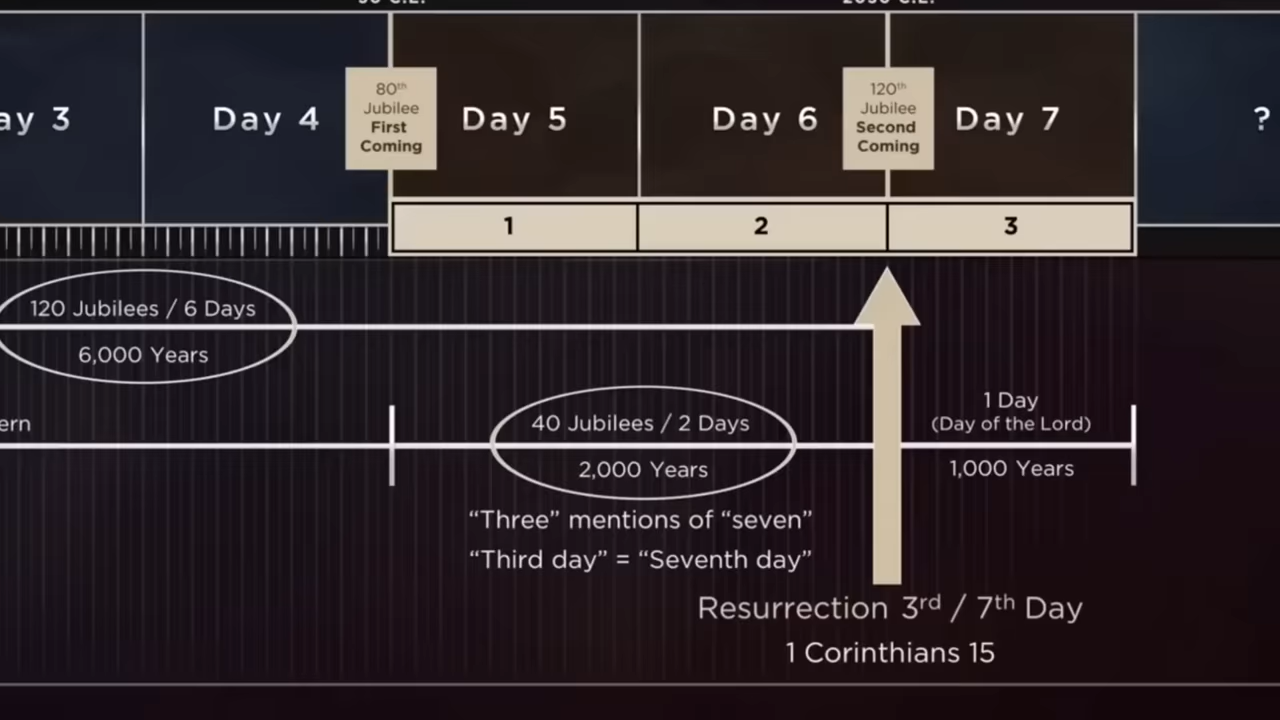 Day 4
80th
Jubilee
First
Coming
Day 5
Day 6
120th
Jubilee
Second
Coming
Day 7
?
1
2
3
120 Jubilees / 6 Days
6,000 Years
40 Jubilees / 2 Days
2,000 Years
1 Day
(Day of the Lord)
1,000 Years
“Three” mentions of “seven”
“Third day” = “Seventh day”
Resurrection 3rd / 7th Day
1 Corinthians 15